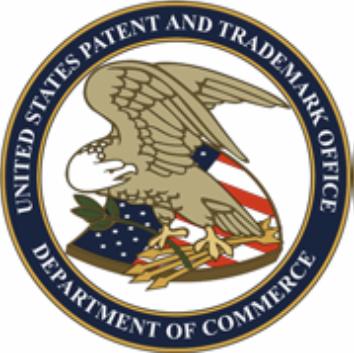 UNITED STATES PATENT AND TRADEMARK OFFICE
DEPARTMENT OF COMMERCE